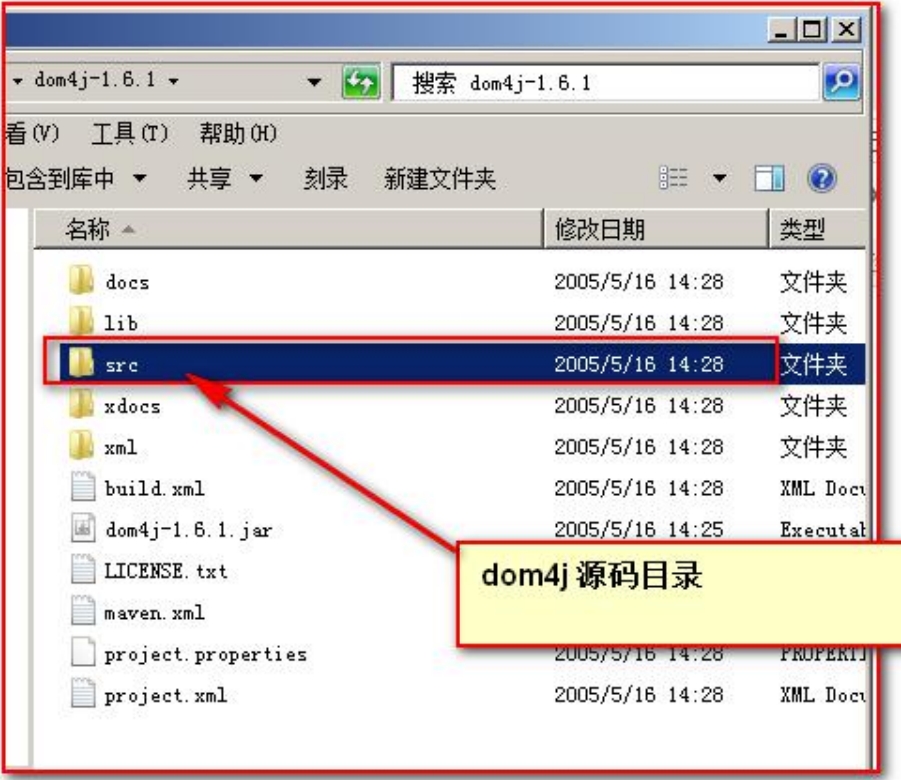 dom4j-1.6.1
搜索 dom4j-1.6.1
看(V) 工具(T) 帮助(H)
包含到库中 共享 刻录 新建文件夹
名称 修改日期 类型
docs 2005/5/16 14:28 文件夹
lib 2005/5/16 14:28 文件夹
src 2005/5/16 14:28 文件夹
xdocs 2005/5/16 14:28 文件夹
xml 2005/5/16 14:28 文件夹
build.xml 2005/5/16 14:28 XML Docu
dom4j-1.6.1.jar 2005/5/16 14:25 Executab
LICENSE.txt
maven.xml
dom4j 源码目录
project.properties 2005/5/16 14:28 PROPERTI
project.xml 2005/5/16 14:28 XML Docu